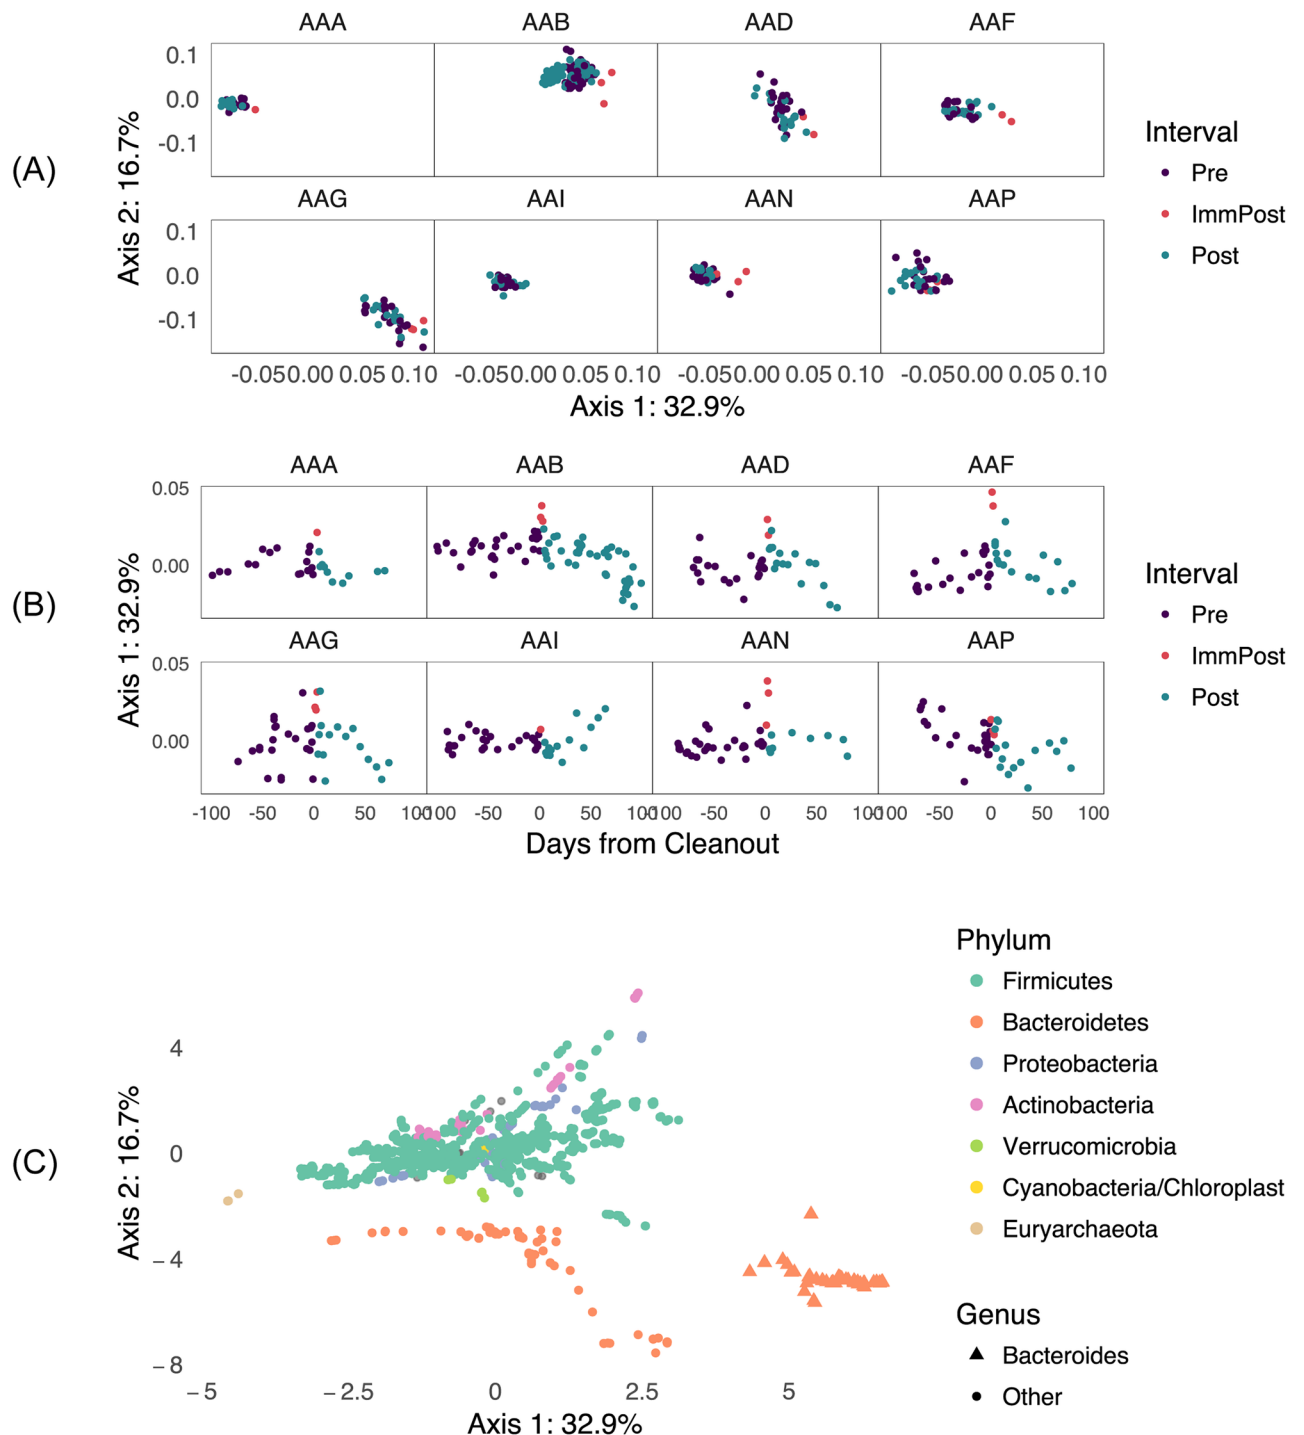 (A)
AAA AAB AAD AAF
0.1
0.0
-0.1
AAG AAI AAN AAP
0.1
0.0
-0.1
Axis 2: 16.7%
-0.050.00 0.05 0.10 -0.050.00 0.05 0.10 -0.050.00 0.05 0.10 -0.050.00 0.05 0.10
Axis 1: 32.9%
Interval
Pre
ImmPost
Post
(B)
AAA AAB AAD AAF
0.05
0.00
AAG AAI AAN AAP
0.05
0.00
Axis 1: 32.9%
-100 -50 0 50 100 -100 -50 0 50 100 -100 -50 0 50 100 -100 -50 0 50 100
Days from Cleanout
Interval
Pre
ImmPost
Post
(C)
4
0
−4
−8
Axis 2: 16.7%
−5 −2.5 0 2.5 5
Axis 1: 32.9%
Phylum
Firmicutes
Bacteroidetes
Proteobacteria
Actinobacteria
Verrucomicrobia
Cyanobacteria/Chloroplast
Euryarchaeota
Genus
Bacteroides
Other